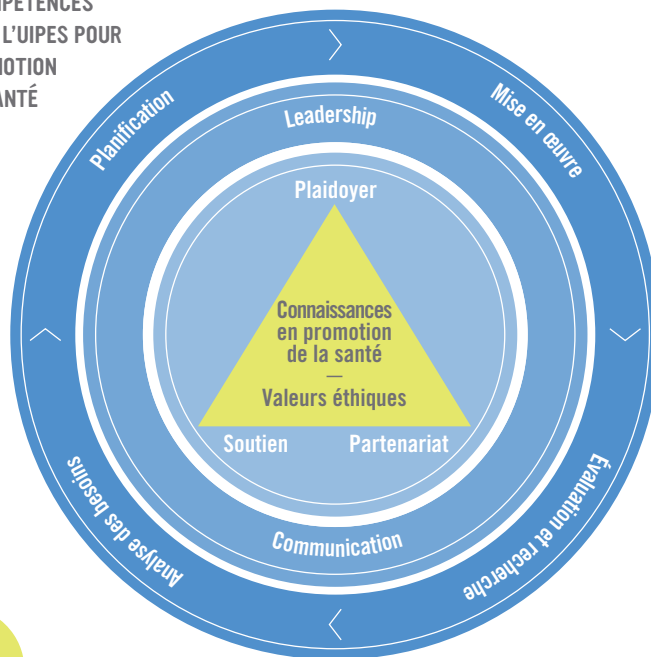 MPÉTENCES
L'UIPES POUR
MOTION
ANTÉ
Planification
Mise en œuvre
Leadership
Plaidoyer
Connaissances
en promotion
de la santé
—
Valeurs éthiques
Soutien
Partenariat
Communication
Analyse des besoins
Évaluation et recherche